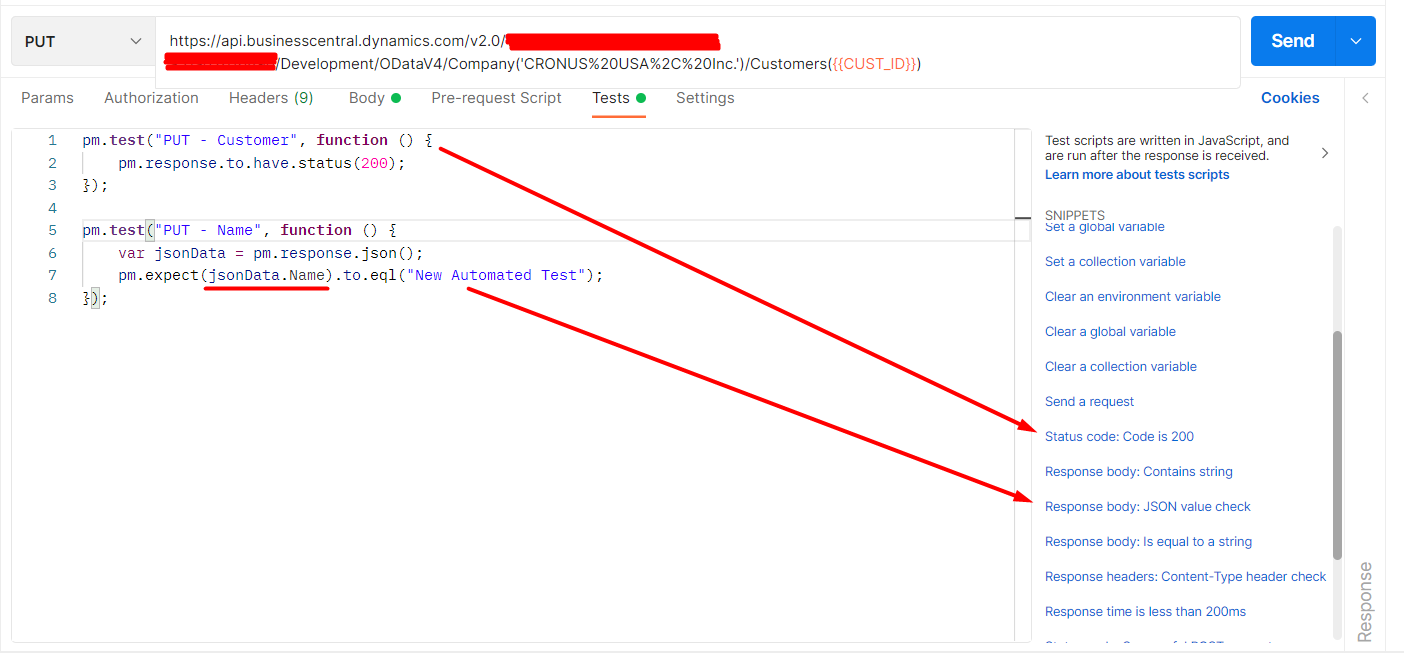 PUT
https://api.businesscentral.dynamics.com/v2.0/
/Development/ODataV4/Company('CRONUS%20USA%2C%20Inc.')/Customers({{CUST_ID}})
Send
Params Authorization Headers (9) Body Pre-request Script Tests Settings Cookies
1 pm.test("PUT - Customer", function () {
2 pm.response.to.have.status(200);
3 });
4
5 pm.test("PUT - Name", function () {
6 var jsonData = pm.response.json();
7 pm.expect(jsonData.Name).to.eql("New Automated Test");
8 });
Test scripts are written in JavaScript, and
are run after the response is received.
Learn more about tests scripts
SNIPPETS
Set a global variable
Set a collection variable
Clear an environment variable
Clear a global variable
Clear a collection variable
Send a request
Status code: Code is 200
Response body: Contains string
Response body: JSON value check
Response body: Is equal to a string
Response headers: Content-Type header check
Response time is less than 200ms
Response